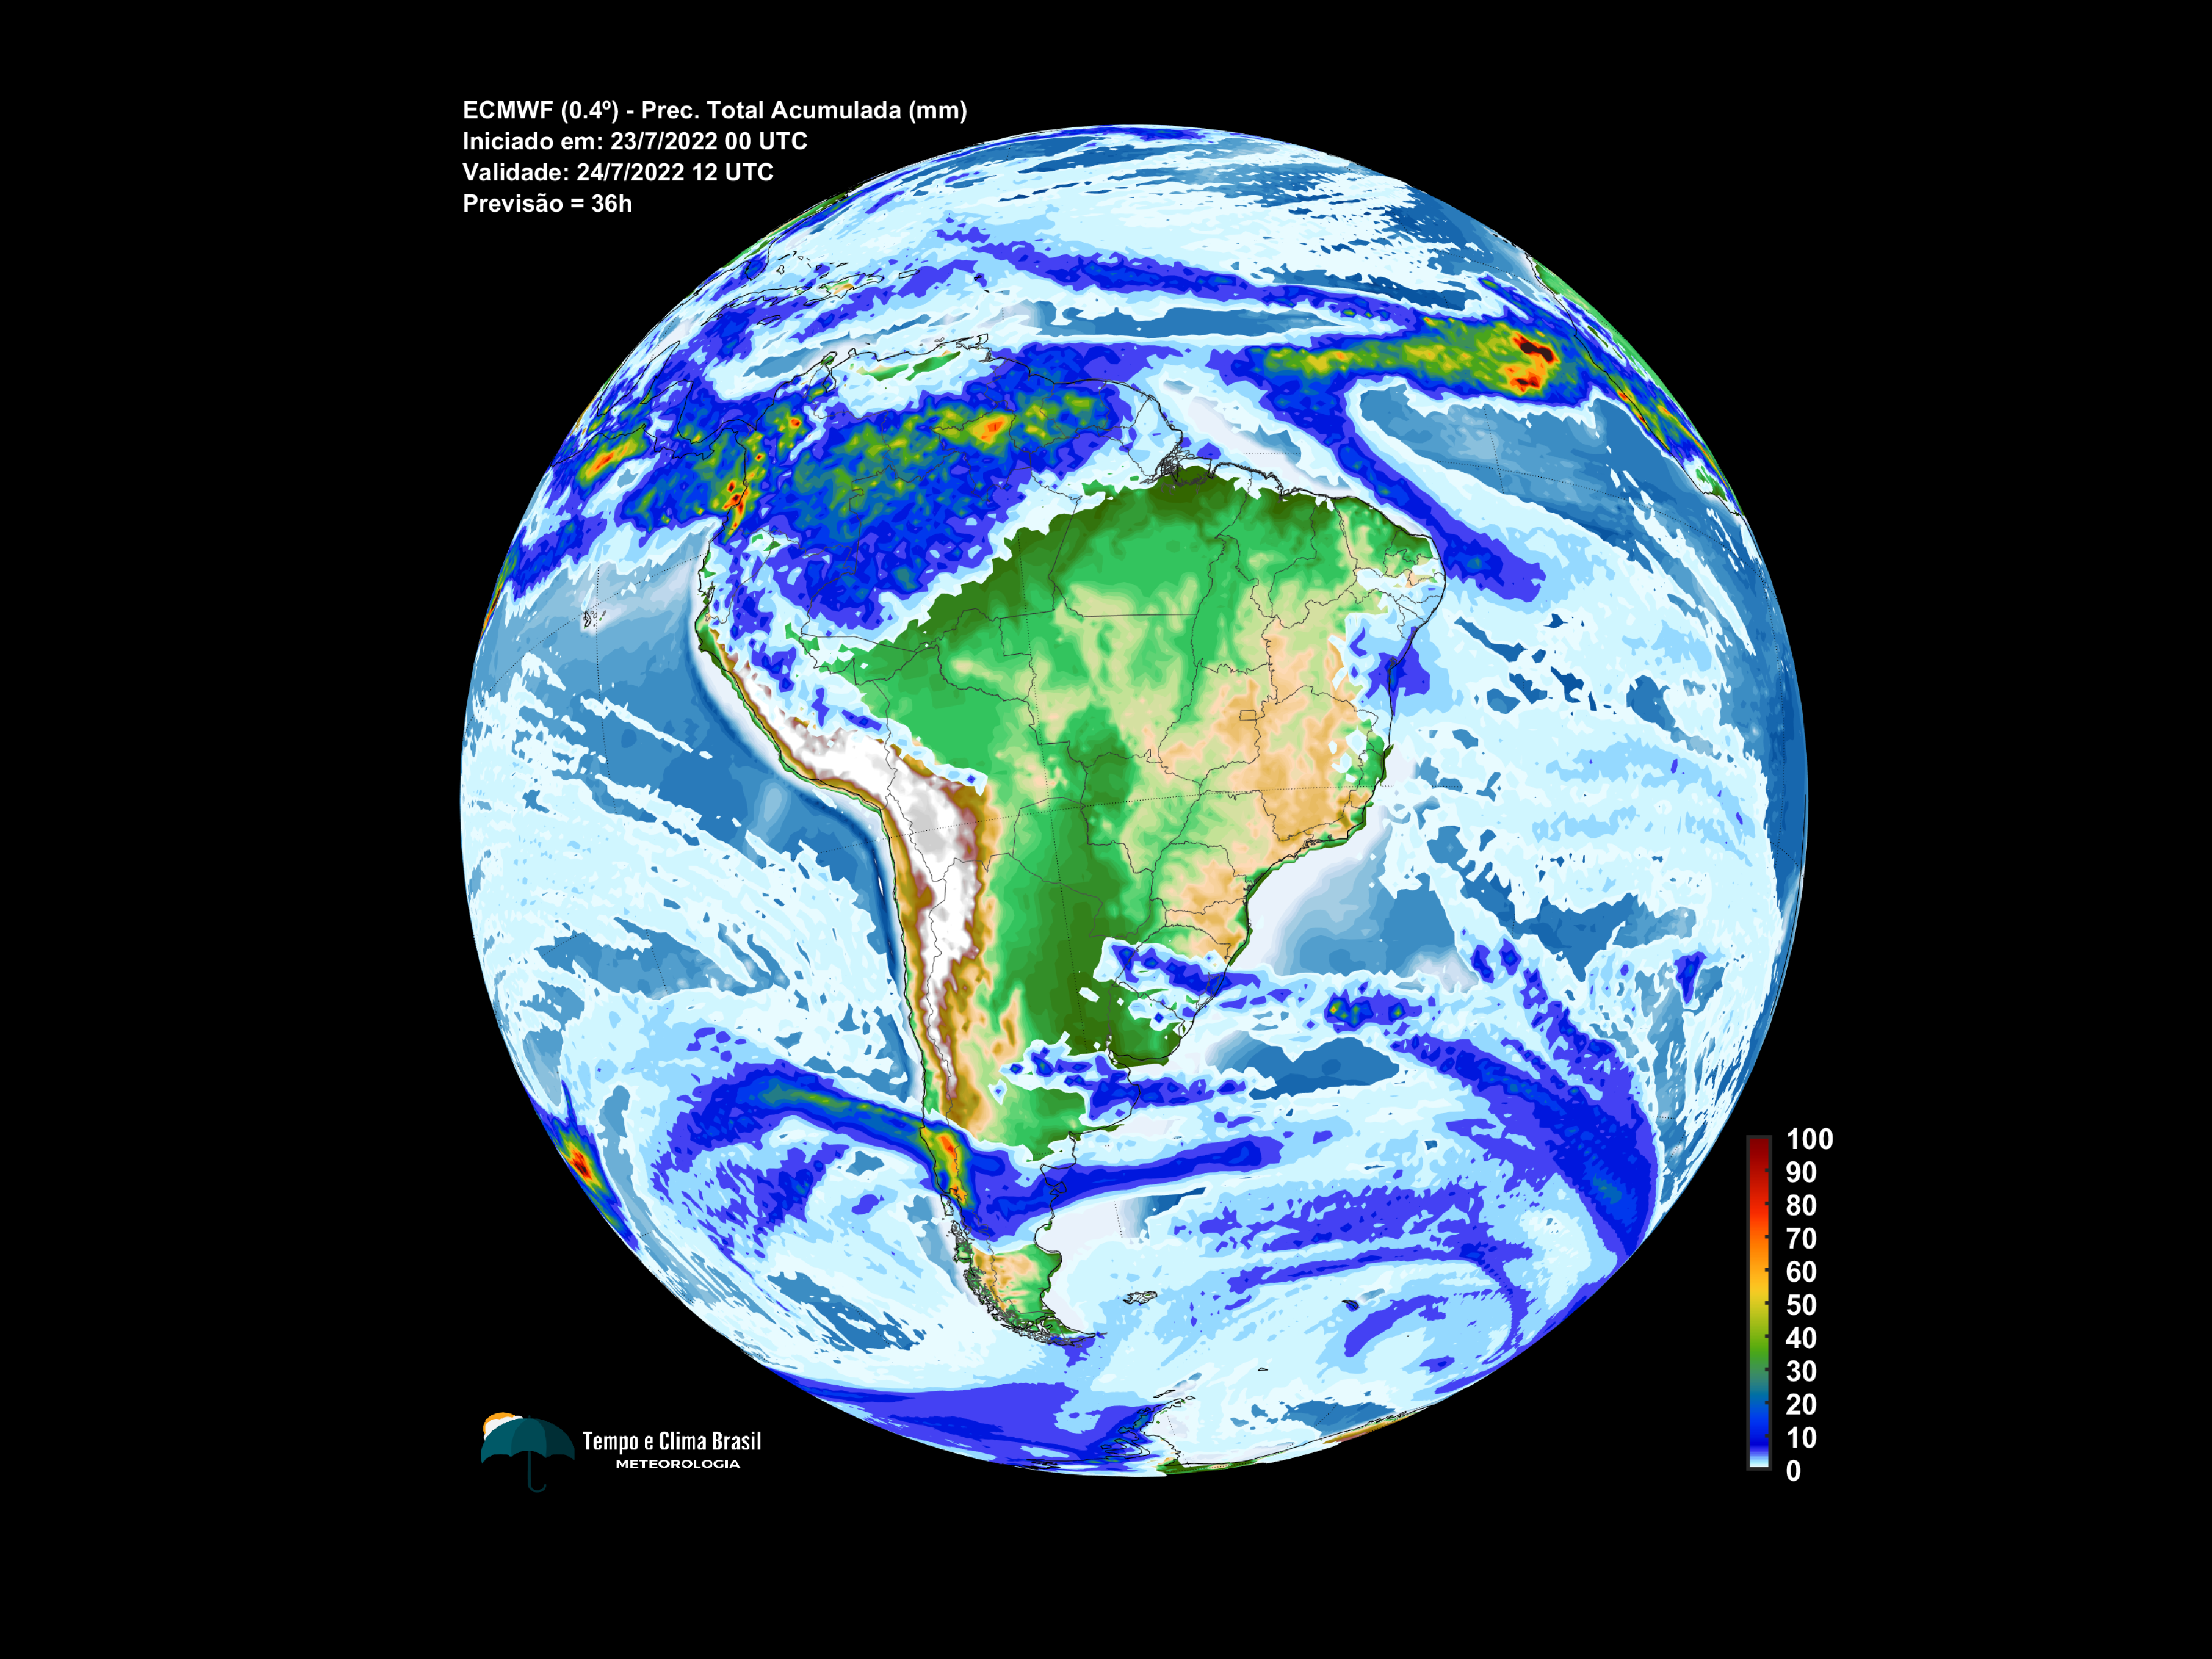 ECMWF (0.4º) - Prec. Total Acumulada (mm)
Iniciado em: 23/7/2022 00 UTC
Validade: 24/7/2022 12 UTC
Previsão = 36h
100
90
80
70
60
50
40
30
20
10
0
Tempo e Clima Brasil
METEOROLOGIA